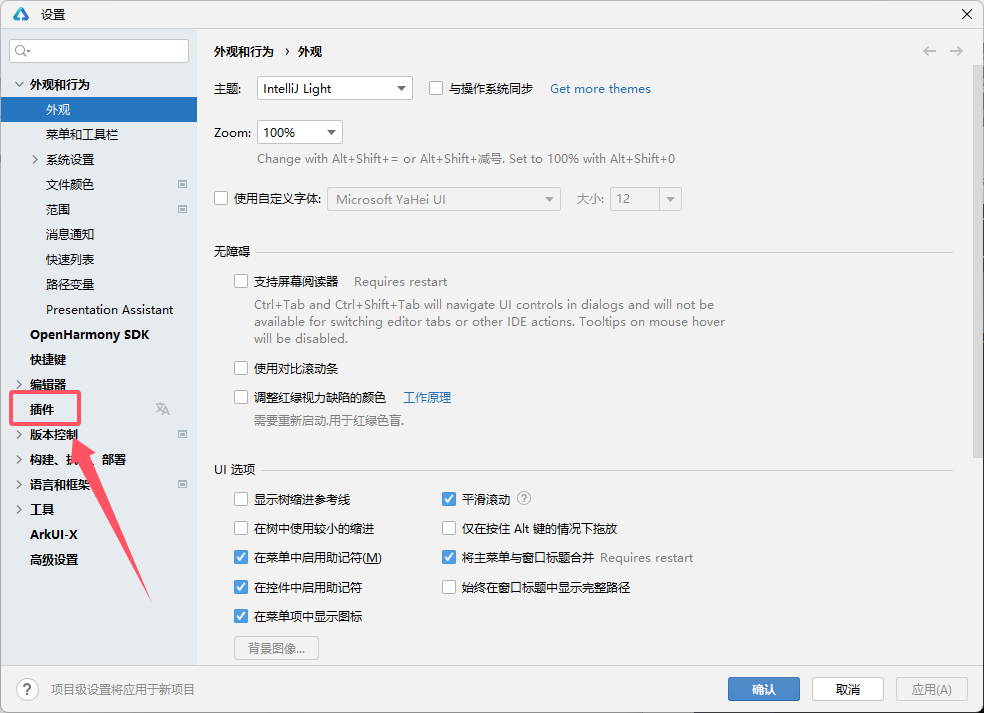 设置
外观和行为
外观
菜单和工具栏
系统设置
文件颜色
范围
消息通知
快速列表
路径变量
Presentation Assistant
OpenHarmony SDK
快捷键
编辑器
插件
版本控制
构建、执 部署
语言和框架
工具
ArkUI-X
高级设置
外观和行为 › 外观
主题: IntelliJ Light 与操作系统同步 Get more themes
Zoom: 100%
Change with Alt+Shift+= or Alt+Shift+减号. Set to 100% with Alt+Shift+0
使用自定义字体: Microsoft YaHei UI 大小: 12
无障碍
支持屏幕阅读器 Requires restart
Ctrl+Tab and Ctrl+Shift+Tab will navigate UI controls in dialogs and will not be
available for switching editor tabs or other IDE actions. Tooltips on mouse hover
will be disabled.
使用对比滚动条
调整红绿视力缺陷的颜色 工作原理
需要重新启动.用于红绿色盲.
UI 选项
显示树缩进参考线 平滑滚动 ?
在树中使用较小的缩进 仅在按住 Alt 键的情况下拖放
在菜单中启用助记符(M) 将主菜单与窗口标题合并 Requires restart
在控件中启用助记符 始终在窗口标题中显示完整路径
在菜单项中显示图标
背景图像...
? 项目级设置将应用于新项目 确认 取消 应用(A)